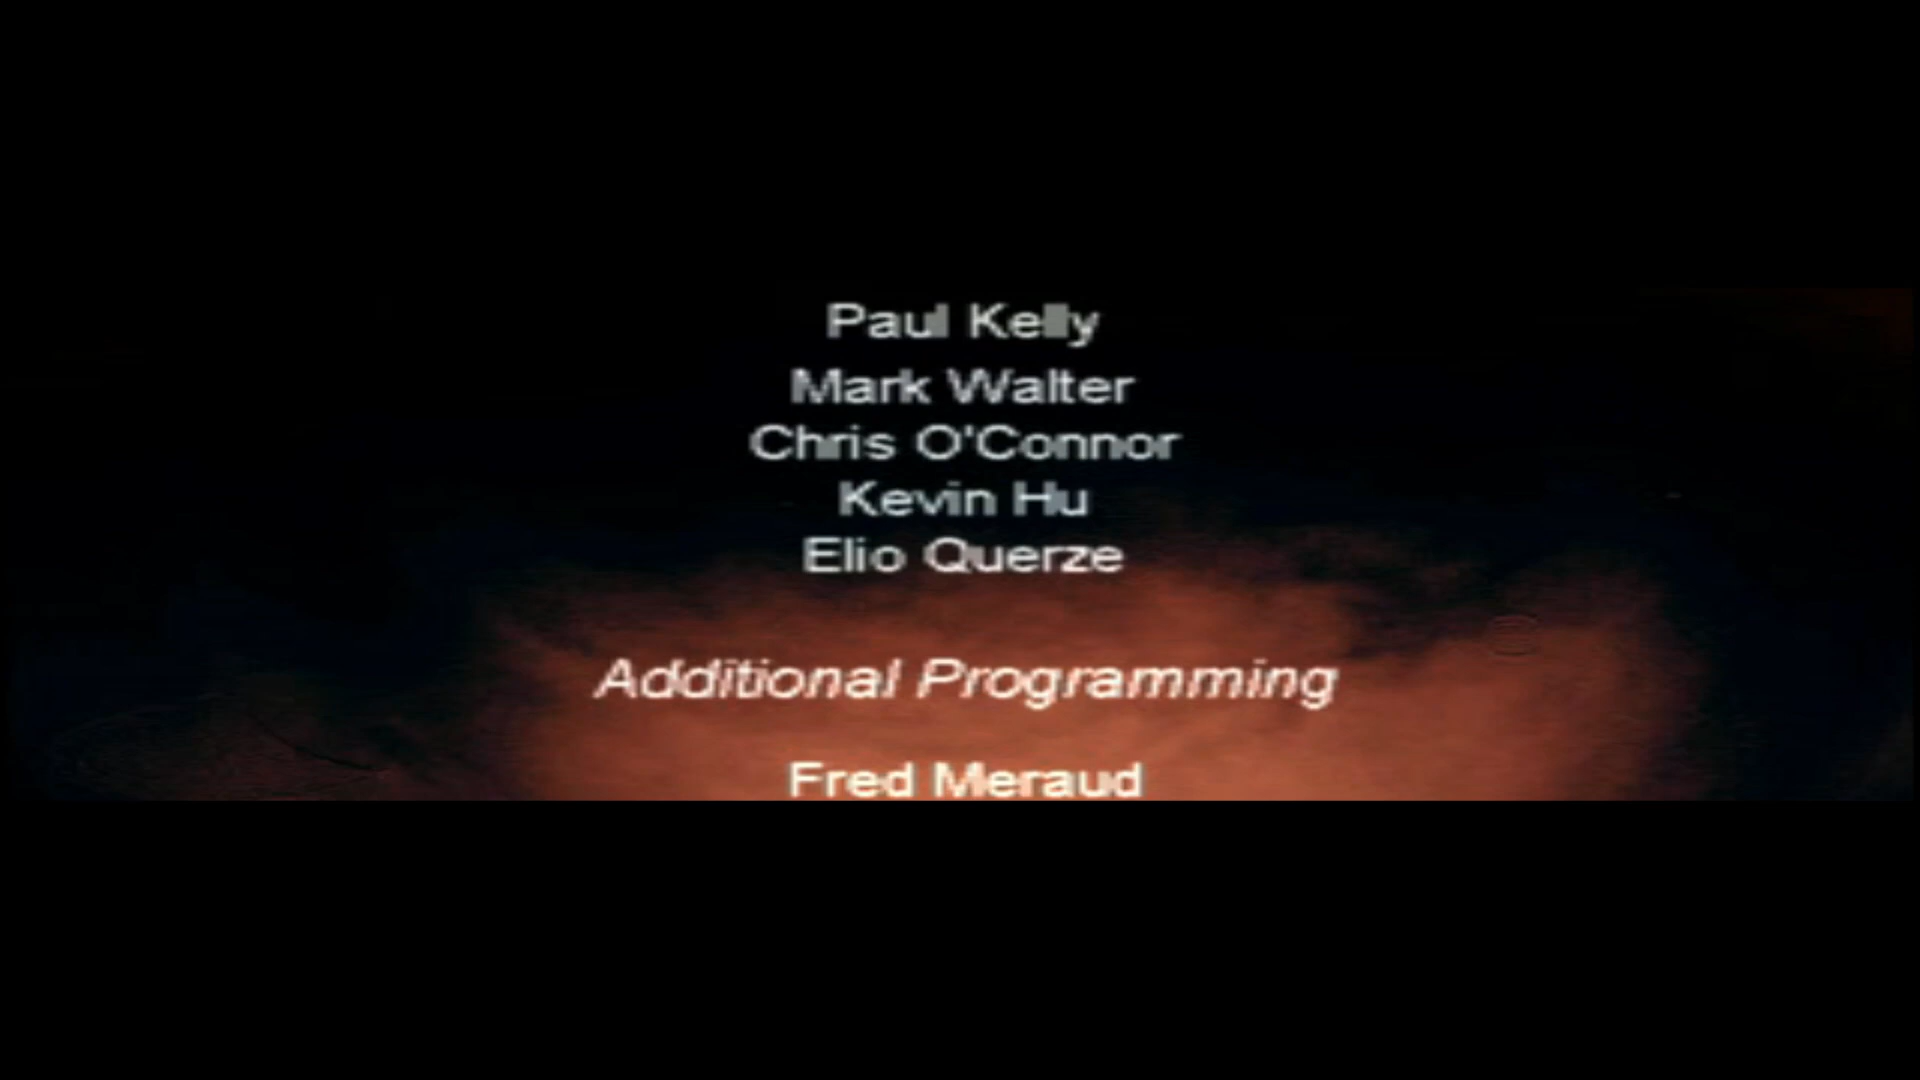 Paul Kelly
Mark Walter
Chris O'Connor
Kevin Hu
Elio Querze
Additional Programming
Fred Meraud